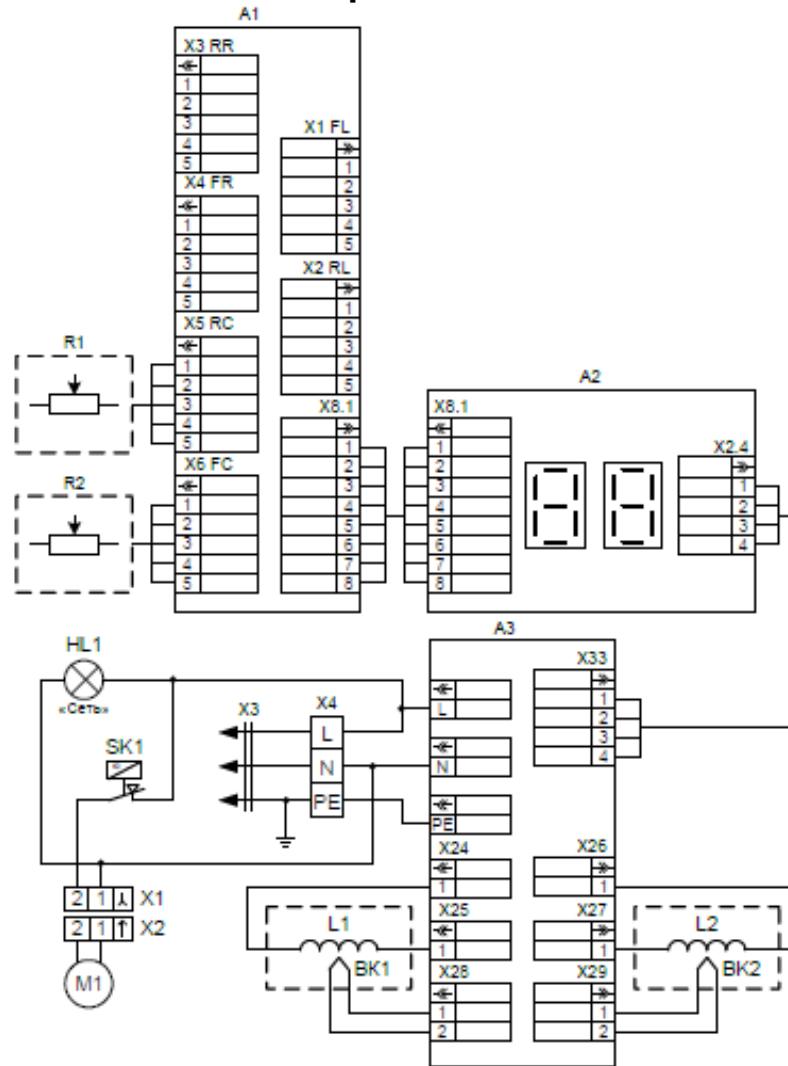 A1
X3 RR
1
2
3
4
5
X1 FL
1
2
3
4
5
X4 FR
1
2
3
4
5
X2 RL
1
2
3
4
5
R1
X5 RC
1
2
3
4
5
A2
X8.1
1
2
3
4
5
6
7
8
X8.1
1
2
3
4
5
6
7
8
X2.4
1
2
3
4
R2
X6 FC
1
2
3
4
5
A3
HL1
«Сеть»
X3
X4
L
N
PE
L
N
PE
X33
1
2
3
4
SK1
X24
1
X26
1
2 1 X1
2 1 X2
M1
L1
BK1
X25
1
X27
1
L2
BK2
X28
1
2
X29
1
2